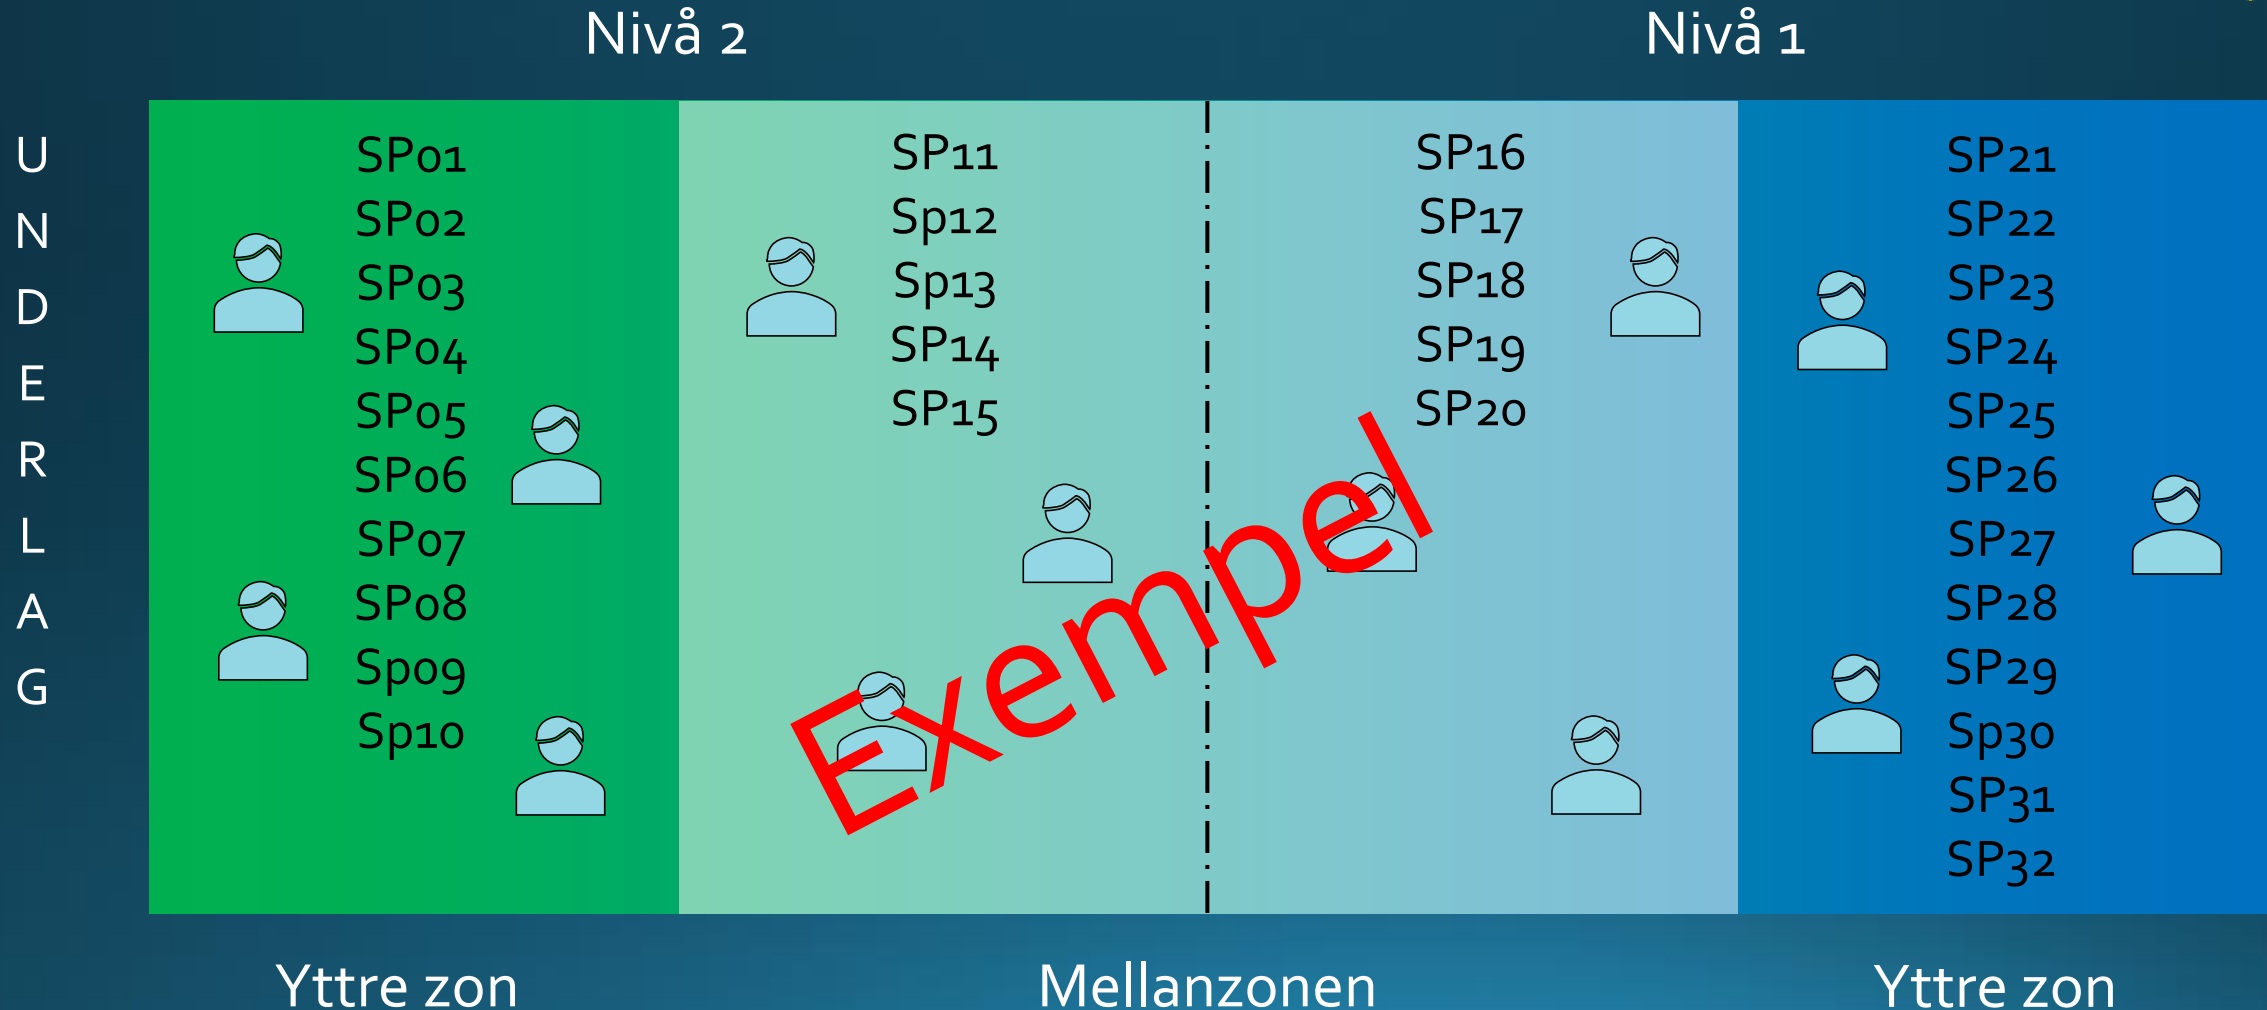 Nivå 2
Nivå 1
UNDERLAG
SP01
SP02
SP03
SP04
SP05
SP06
SP07
SP08
Sp09
Sp10
SP11
Sp12
Sp13
SP14
SP15
SP16
SP17
SP18
SP19
SP20
SP21
SP22
SP23
SP24
SP25
SP26
SP27
SP28
SP29
Sp30
SP31
SP32
Exempel
Yttre zon
Mellanzonen
Yttre zon